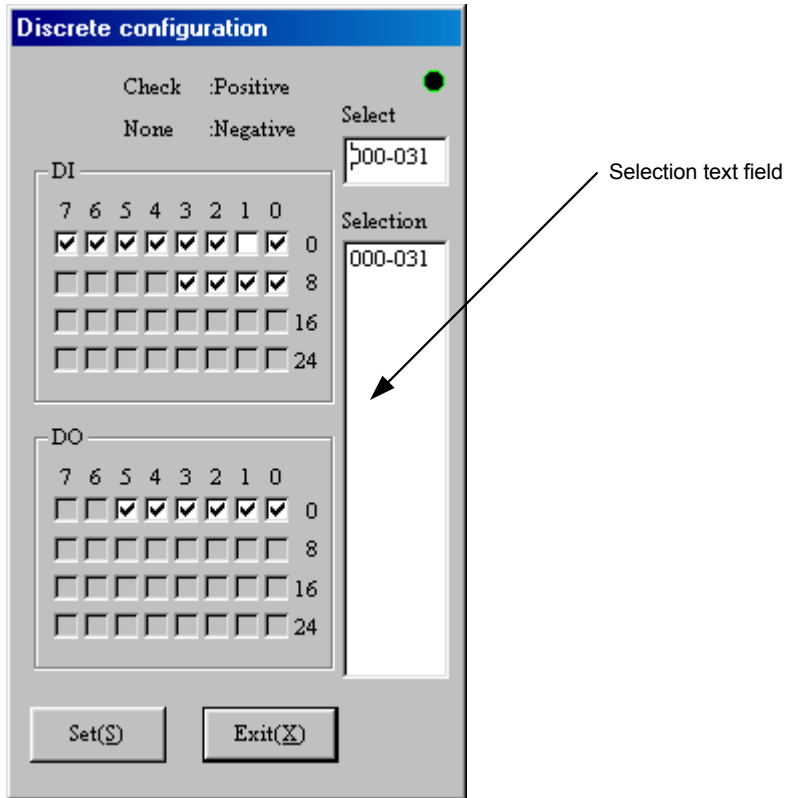 Discrete configuration
Check :Positive
None :Negative
Select
000-031
Selection text field
DI
7 6 5 4 3 2 1 0
Selection
0
000-031
8
16
24
DO
7 6 5 4 3 2 1 0
0
8
16
24
Set(S)
Exit(X)